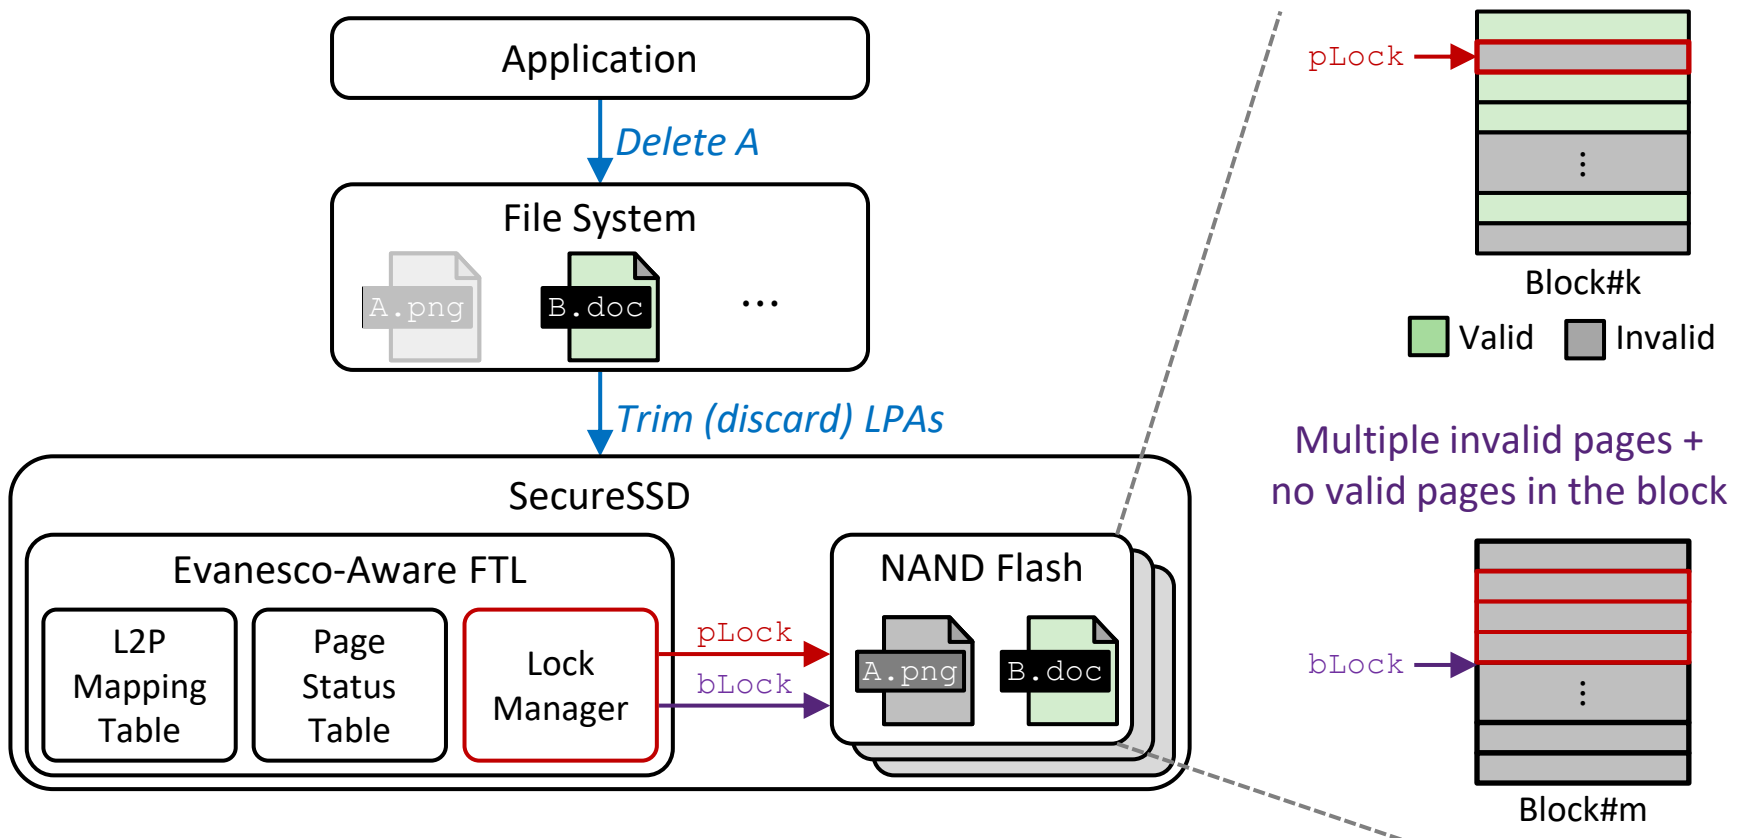 Application
Delete A
File System
A.png
B.doc
...
Trim (discard) LPAs
SecureSSD
Evanesco-Aware FTL
L2P
Mapping
Table
Page
Status
Table
Lock
Manager
pLock
bLock
NAND Flash
A.png
B.doc
pLock
⋮
Block#k
Valid
Invalid
Multiple invalid pages +
no valid pages in the block
bLock
⋮
Block#m